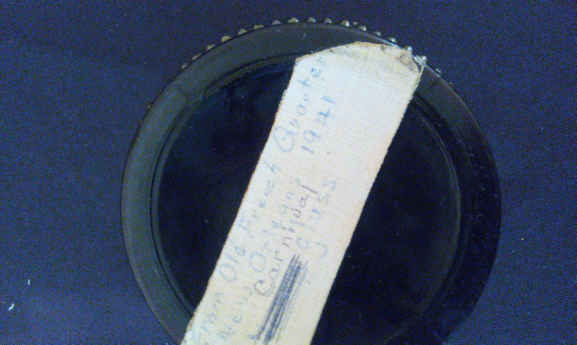 From Old French Quarter
New Orleans 1941
Carnival
glass